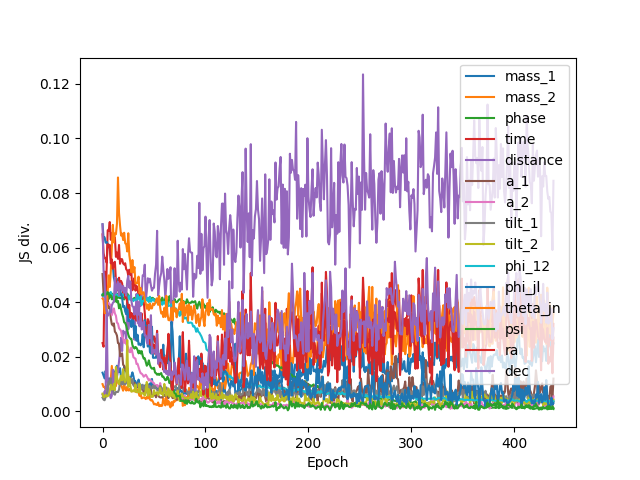 0.12
0.10
0.08
0.06
0.04
0.02
0.00
JS div.
0
100
200
300
400
Epoch
mass_1
mass_2
phase
time
distance
a_1
a_2
tilt_1
tilt_2
phi_12
phi_jl
theta_jn
psi
ra
dec